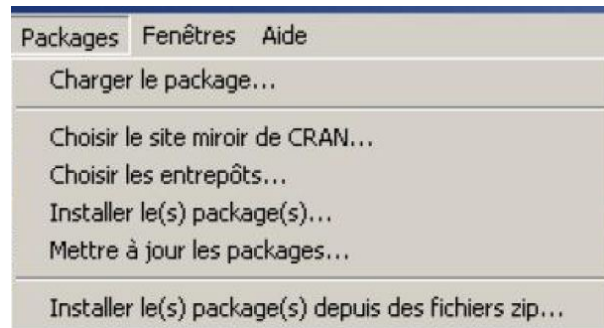 Packages Fenêtres Aide
Charger le package...
Choisir le site miroir de CRAN...
Choisir les entrepôts...
Installer le(s) package(s)...
Mettre à jour les packages...
Installer le(s) package(s) depuis des fichiers zip...